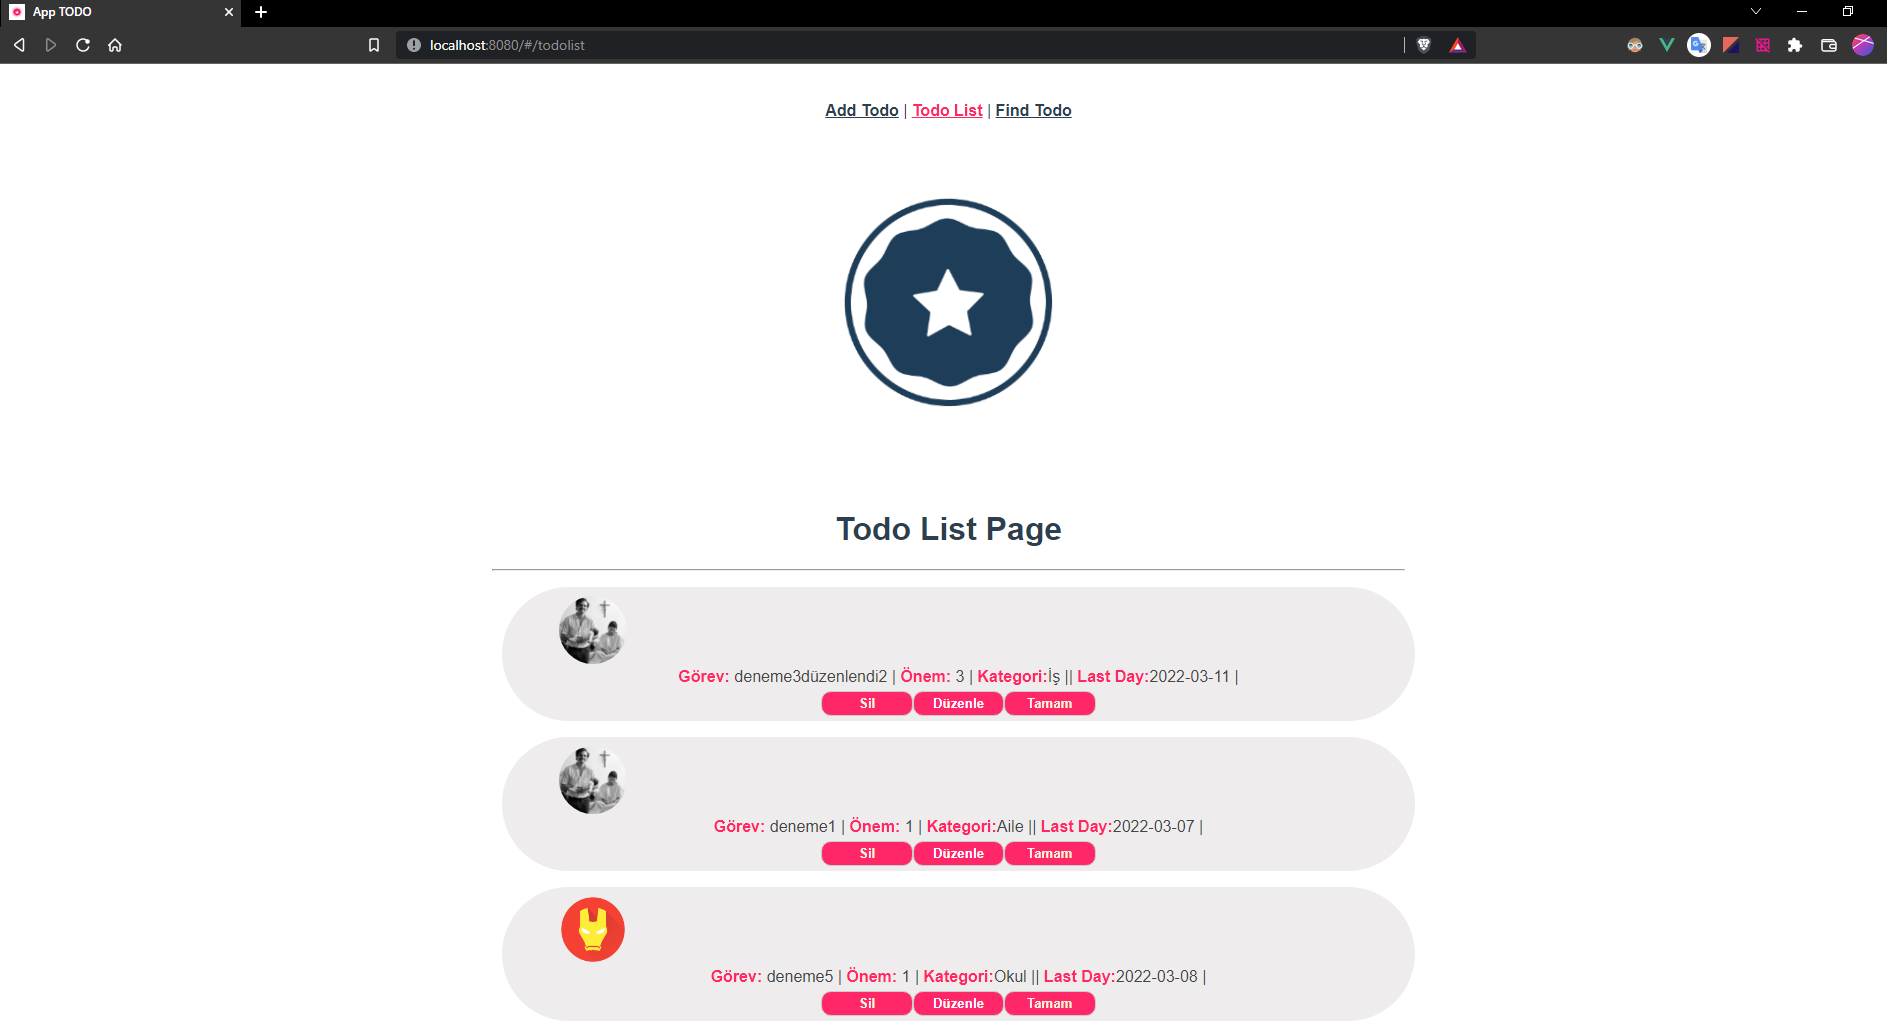 App TODO
localhost:8080/#/todolist
Add Todo | Todo List | Find Todo
Todo List Page
Görev: deneme3düzenlendi2 | Önem: 3 | Kategori:İş || Last Day:2022-03-11 |
Sil Düzenle Tamam
Görev: deneme1 | Önem: 1 | Kategori:Aile || Last Day:2022-03-07 |
Sil Düzenle Tamam
Görev: deneme5 | Önem: 1 | Kategori:Okul || Last Day:2022-03-08 |
Sil Düzenle Tamam